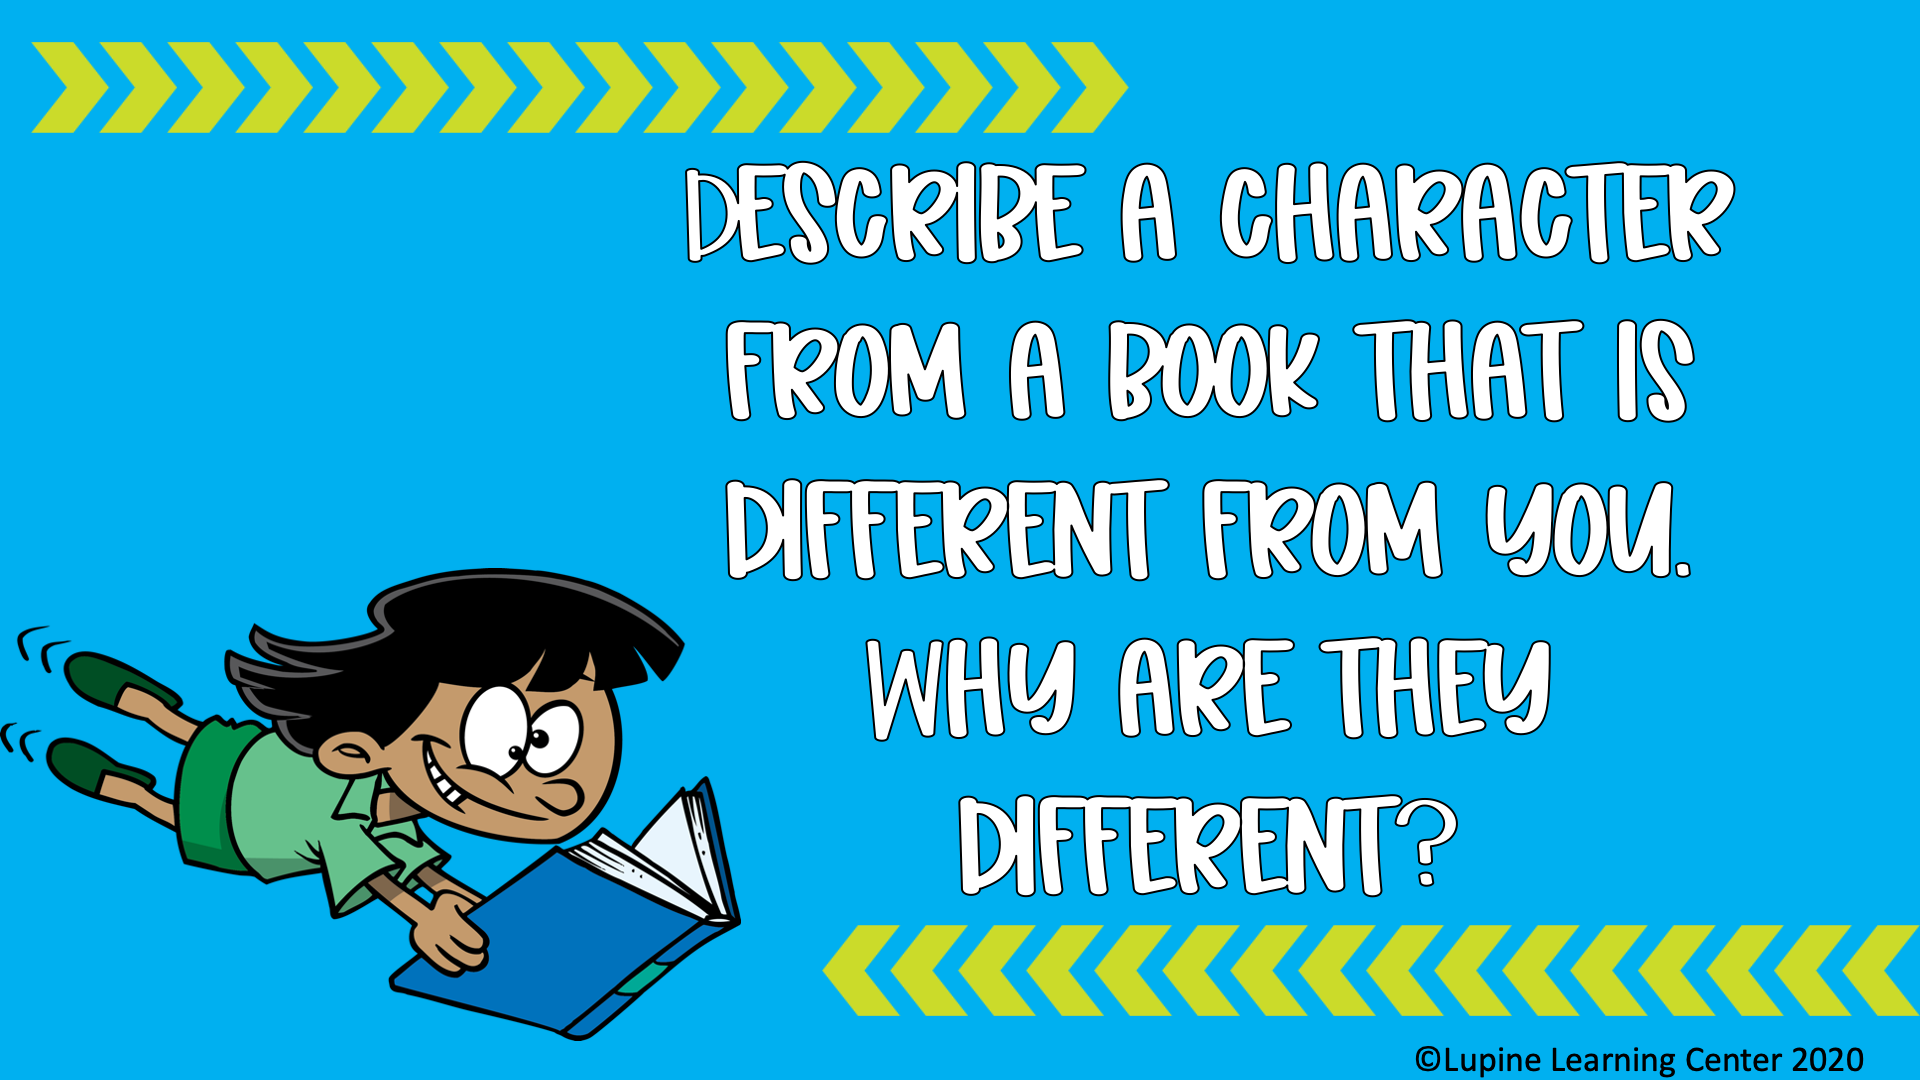 DESCRIBE A CHARACTER
FROM A BOOK THAT IS
DIFFERENT FROM YOU.
WHY ARE THEY
DIFFERENT?
©Lupine Learning Center 2020